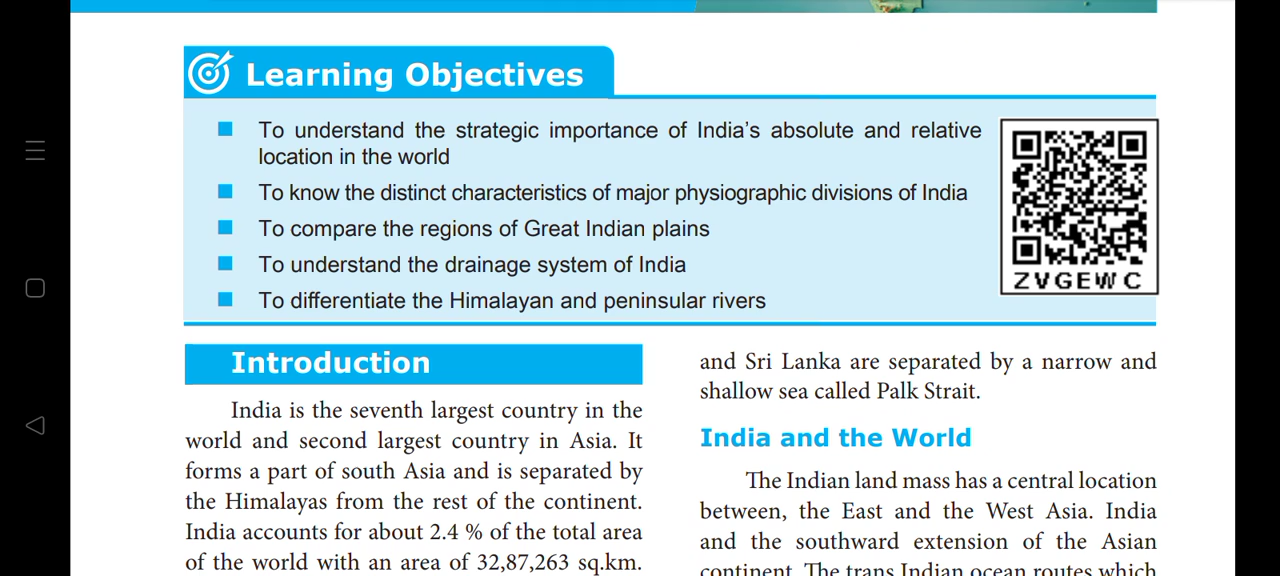 Learning Objectives
To understand the strategic importance of India's absolute and relative
location in the world
To know the distinct characteristics of major physiographic divisions of India
To compare the regions of Great Indian plains
To understand the drainage system of India
To differentiate the Himalayan and peninsular rivers
ZVGEWC
Introduction
India is the seventh largest country in the
world and second largest country in Asia. It
forms a part of south Asia and is separated by
the Himalayas from the rest of the continent.
India accounts for about 2.4 % of the total area
of the world with an area of 32,87,263 sq.km.
and Sri Lanka are separated by a narrow and
shallow sea called Palk Strait.
India and the World
The Indian land mass has a central location
between, the East and the West Asia. India
and the southward extension of the Asian
continent. The trans Indian ocean routes which